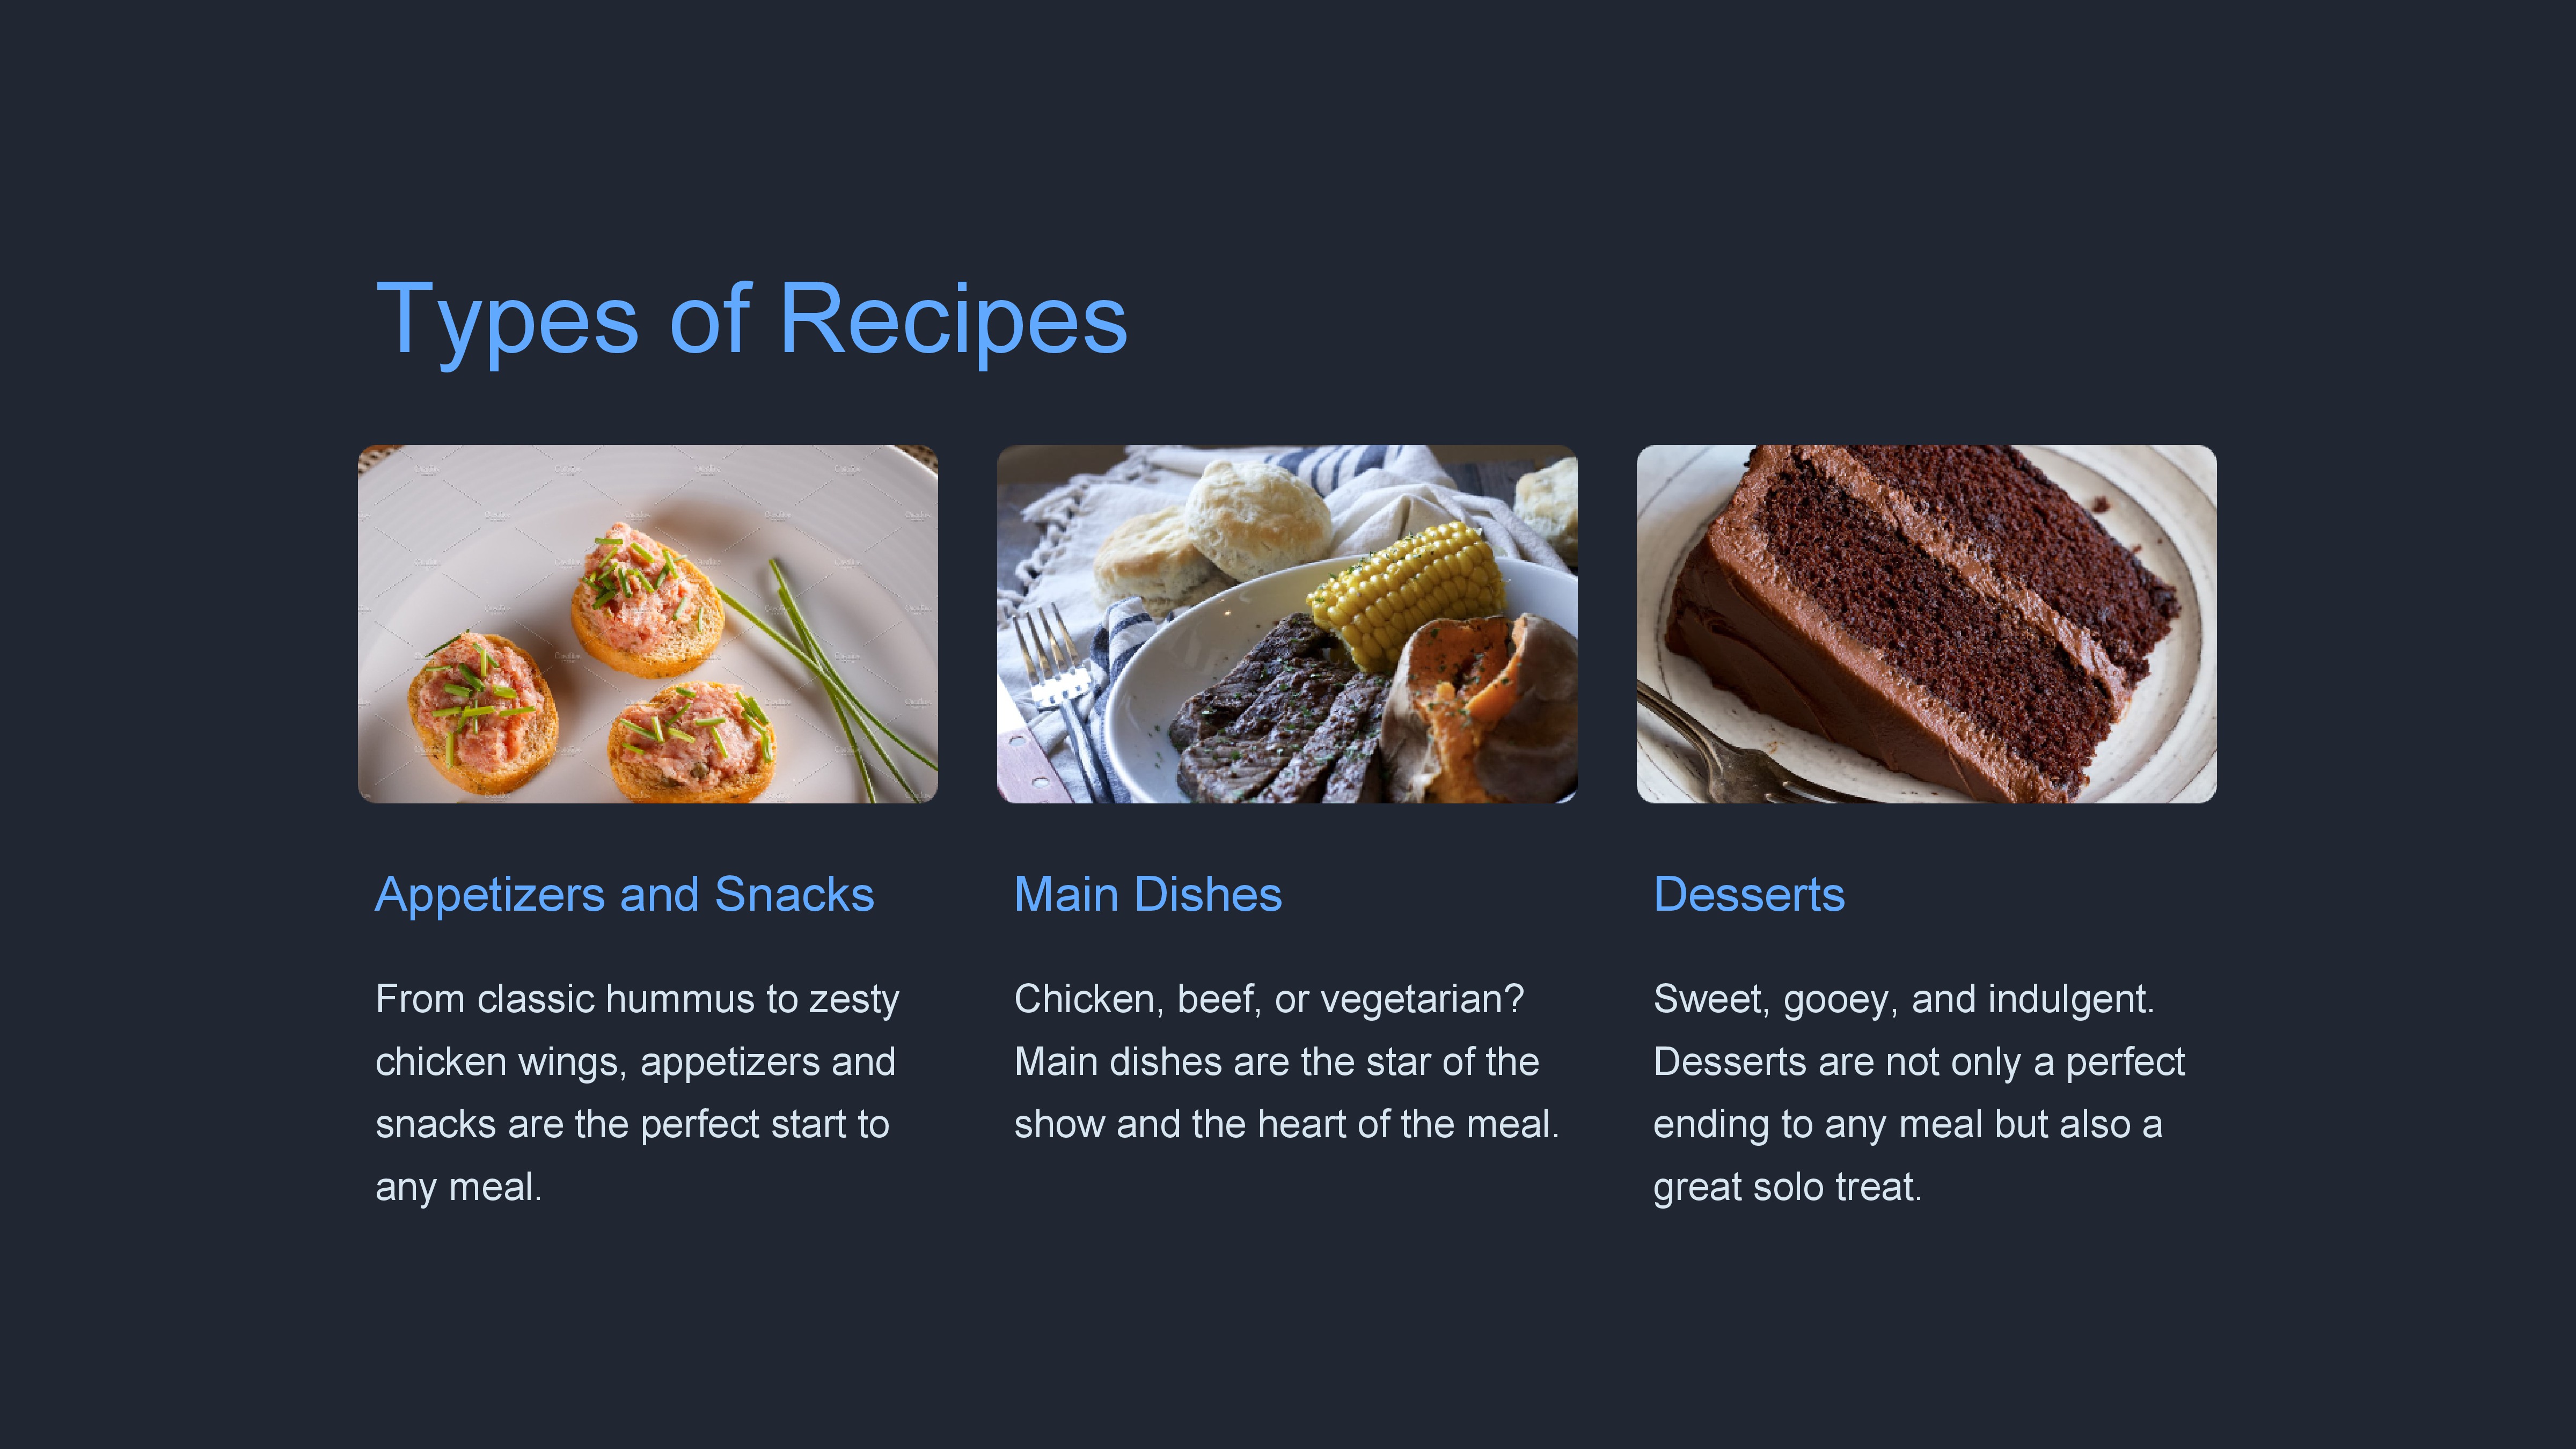 Types of Recipes
Appetizers and Snacks
From classic hummus to zesty
chicken wings, appetizers and
snacks are the perfect start to
any meal.
Main Dishes
Chicken, beef, or vegetarian?
Main dishes are the star of the
show and the heart of the meal.
Desserts
Sweet, gooey, and indulgent.
Desserts are not only a perfect
ending to any meal but also a
great solo treat.